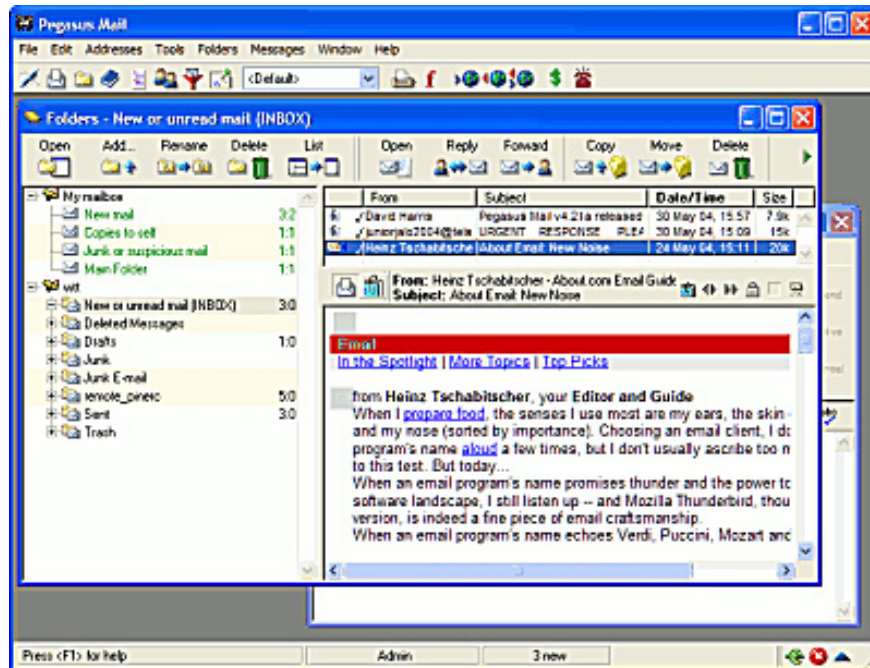 Pegasus Mail
File Edit Addresses Tools Folders Messages Window Help
<Default>
Folders - New or unread mail (INBOX)
Open Add... Rename Delete List Open Reply Forward Copy Move Delete
My mailbox
New mail 3:2
Copies to self 1:1
Junk or suspicious mail 1:1
Main Folder 1:1
New or unread mail (INBOX) 3:0
Deleted Messages
Drafts 1:0
Junk
Junk E-mail
remote_pinero 5:0
Sent 3:0
Trash
From Subject Date/Time Size
David Harris Pegasus Mail v4.21a released 30 May 04, 15:57 7.9k
URGENT RESPONSE PLEA 30 May 04, 15:09 15k
Heinz Tschabitsche About Email: New Noise 24 May 04, 15:11 20k
From: Heinz Tschabitscher - About.com Email Guide
Subject: About Email: New Noise
Email
In the Spotlight | More Topics | Top Picks
from Heinz Tschabitscher, your Editor and Guide
When I prepare food, the senses I use most are my ears, the skin
and my nose (sorted by importance). Choosing an email client, I do
program's name aloud a few times, but I don't usually ascribe too m
to this test. But today...
When an email program's name promises thunder and the power to
software landscape, I still listen up -- and Mozilla Thunderbird, thou
version, is indeed a fine piece of email craftsmanship.
When an email program's name echoes Verdi, Puccini, Mozart and
Press <F1> for help Admin 3 new